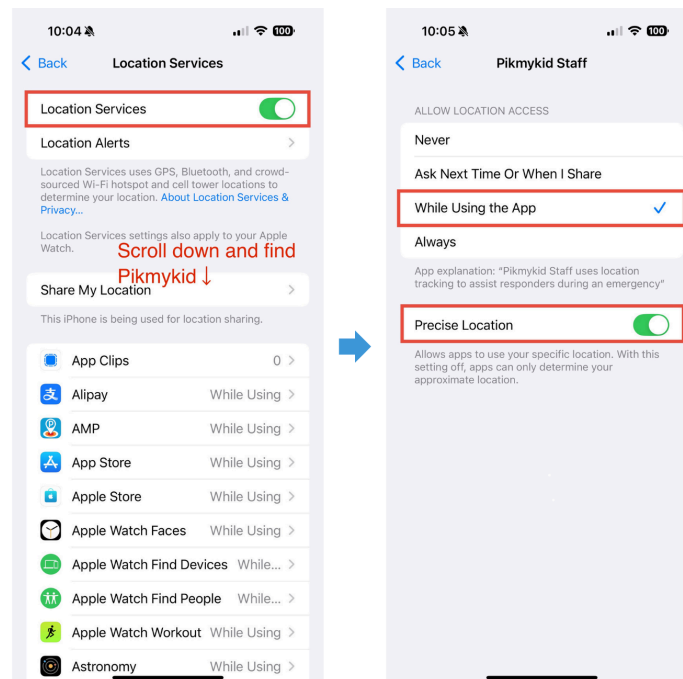 10:04
100
Back
Location Services
Location Services
Location Alerts
Location Services uses GPS, Bluetooth, and crowd-
sourced Wi-Fi hotspot and cell tower locations to
determine your location. About Location Services &
Privacy...
Location Services settings also apply to your Apple
Watch.
Scroll down and find
Pikmykid ↓
Share My Location
This iPhone is being used for location sharing.
App Clips 0
Alipay While Using
AMP While Using
App Store While Using
Apple Store While Using
Apple Watch Faces While Using
Apple Watch Find Devices While...
Apple Watch Find People While...
Apple Watch Workout While Using
Astronomy While Using
10:05
100
Back
Pikmykid Staff
ALLOW LOCATION ACCESS
Never
Ask Next Time Or When I Share
While Using the App
Always
App explanation: “Pikmykid Staff uses location
tracking to assist responders during an emergency”
Precise Location
Allows apps to use your specific location. With this
setting off, apps can only determine your
approximate location.